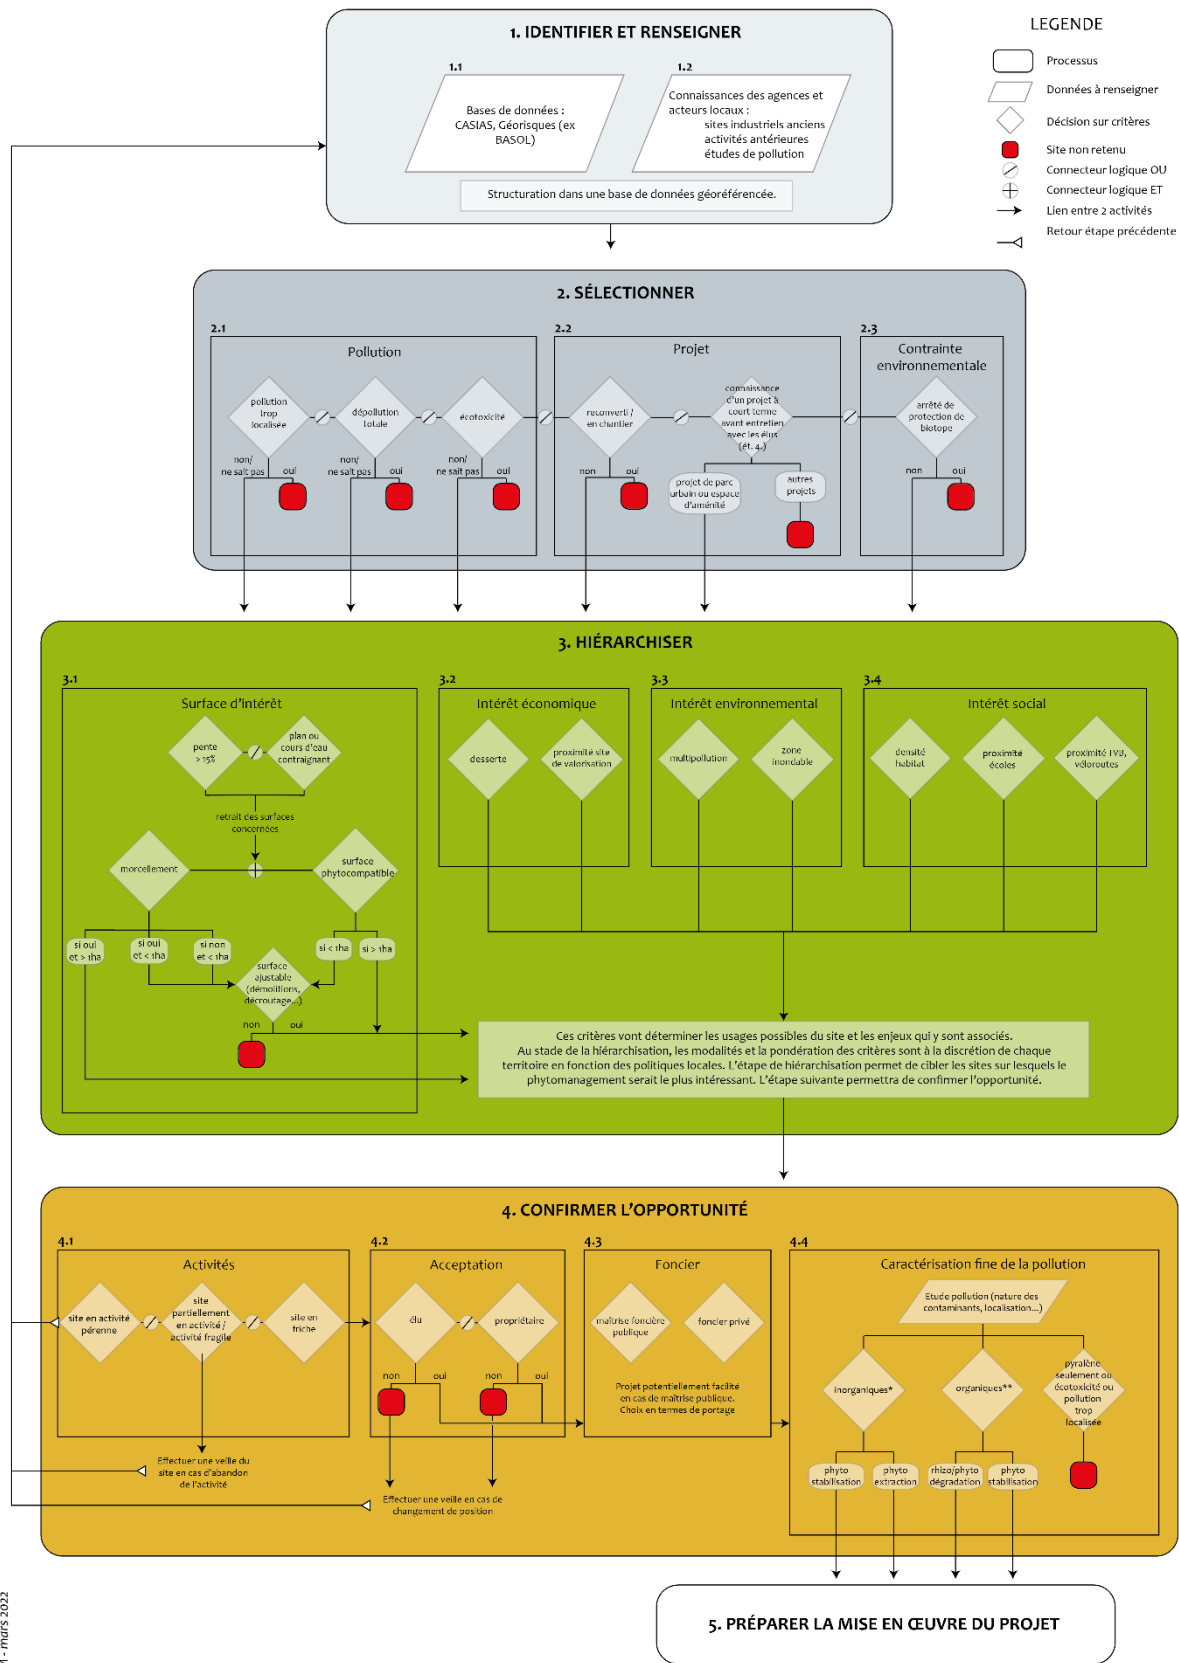 1. IDENTIFIER ET RENSEIGNER
1.1
Bases de données :
CASIAS, Géorisques (ex
BASOL)
1.2
Connaissances des agences et
acteurs locaux :
sites industriels anciens
activités antérieures
études de pollution
Structuration dans une base de données géoréférencée.
LEGENDE
Processus
Données à renseigner
Décision sur critères
Site non retenu
Connecteur logique OU
Connecteur logique ET
Lien entre 2 activités
Retour étape précédente
2. SÉLECTIONNER
2.1
Pollution
pollution
trop
localisée
non/
ne sait pas
oui
dépollution
totale
non/
ne sait pas
oui
écotoxicité
non/
ne sait pas
oui
2.2
Projet
reconverti /
en chantier
non
oui
connaissance
d'un projet à
court terme
avant entretien
avec les élus
(ét. 4.)
projet de parc
urbain ou espace
d'aménité
autres
projets
2.3
Contrainte
environnementale
arrêté de
protection de
biotope
non
oui
3. HIÉRARCHISER
3.1
Surface d'intérêt
pente
> 15%
plan ou
cours d'eau
contraignant
retrait des surfaces
concernées
morcellement
surface
phytocompatible
si oui
et > 1ha
si oui
et < 1ha
si non
et < 1ha
si < 1ha
si > 1ha
surface
ajustable
(démolitions,
décroutage...)
non
oui
3.2
Intérêt économique
desserte
proximité site
de valorisation
3.3
Intérêt environnemental
multipollution
zone
inondable
3.4
Intérêt social
densité
habitat
proximité
écoles
proximité TVB,
véloroutes
Ces critères vont déterminer les usages possibles du site et les enjeux qui y sont associés.
Au stade de la hiérarchisation, les modalités et la pondération des critères sont à la discrétion de chaque
territoire en fonction des politiques locales. L'étape de hiérarchisation permet de cibler les sites sur lesquels le
phytomanagement serait le plus intéressant. L'étape suivante permettra de confirmer l'opportunité.
4. CONFIRMER L'OPPORTUNITÉ
4.1
Activités
site en activité
pérenne
site
partiellement
en activité /
activité fragile
site en
friche
Effectuer une veille du
site en cas d'abandon
de l'activité
4.2
Acceptation
élu
propriétaire
non
oui
non
oui
Effectuer une veille en cas de
changement de position
4.3
Foncier
maîtrise foncière
publique
foncier privé
Projet potentiellement facilité
en cas de maîtrise publique.
Choix en termes de portage
4.4
Caractérisation fine de la pollution
Etude pollution (nature des
contaminants, localisation...)
inorganiques*
organiques**
pyralène
seulement ou
écotoxicité ou
pollution
trop
localisée
phyto
stabilisation
phyto
extraction
rhizo/phyto
dégradation
phyto
stabilisation
5. PRÉPARER LA MISE EN ŒUVRE DU PROJET
- mars 2022